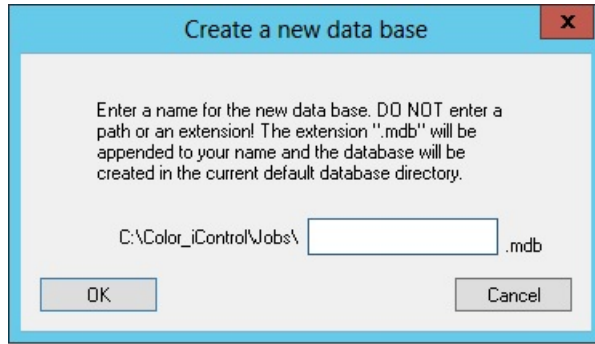 Create a new data base
x
Enter a name for the new data base. DO NOT enter a
path or an extension! The extension ".mdb" will be
appended to your name and the database will be
created in the current default database directory.
C:\Color_iControl\Jobs\ .mdb
OK Cancel